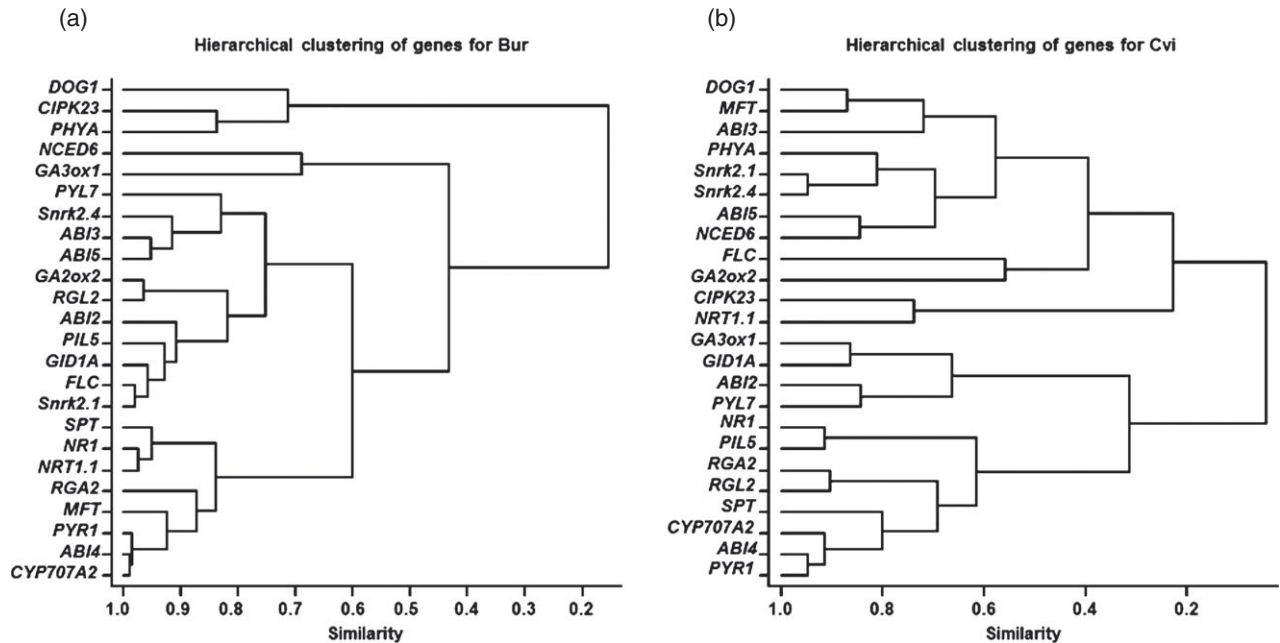 (a)
Hierarchical clustering of genes for Bur
DOG1
CIPK23
PHYA
NCED6
GA3ox1
PYL7
Snrk2.4
ABI3
ABI5
GA2ox2
RGL2
ABI2
PIL5
GID1A
FLC
Snrk2.1
SPT
NR1
NRT1.1
RGA2
MFT
PYR1
ABI4
CYP707A2
1.0 0.9 0.8 0.7 0.6 0.5 0.4 0.3 0.2
Similarity
(b)
Hierarchical clustering of genes for Cvi
DOG1
MFT
ABI3
PHYA
Snrk2.1
Snrk2.4
ABI5
NCED6
FLC
GA2ox2
CIPK23
NRT1.1
GA3ox1
GID1A
ABI2
PYL7
NR1
PIL5
RGA2
RGL2
SPT
CYP707A2
ABI4
PYR1
1.0 0.8 0.6 0.4 0.2
Similarity